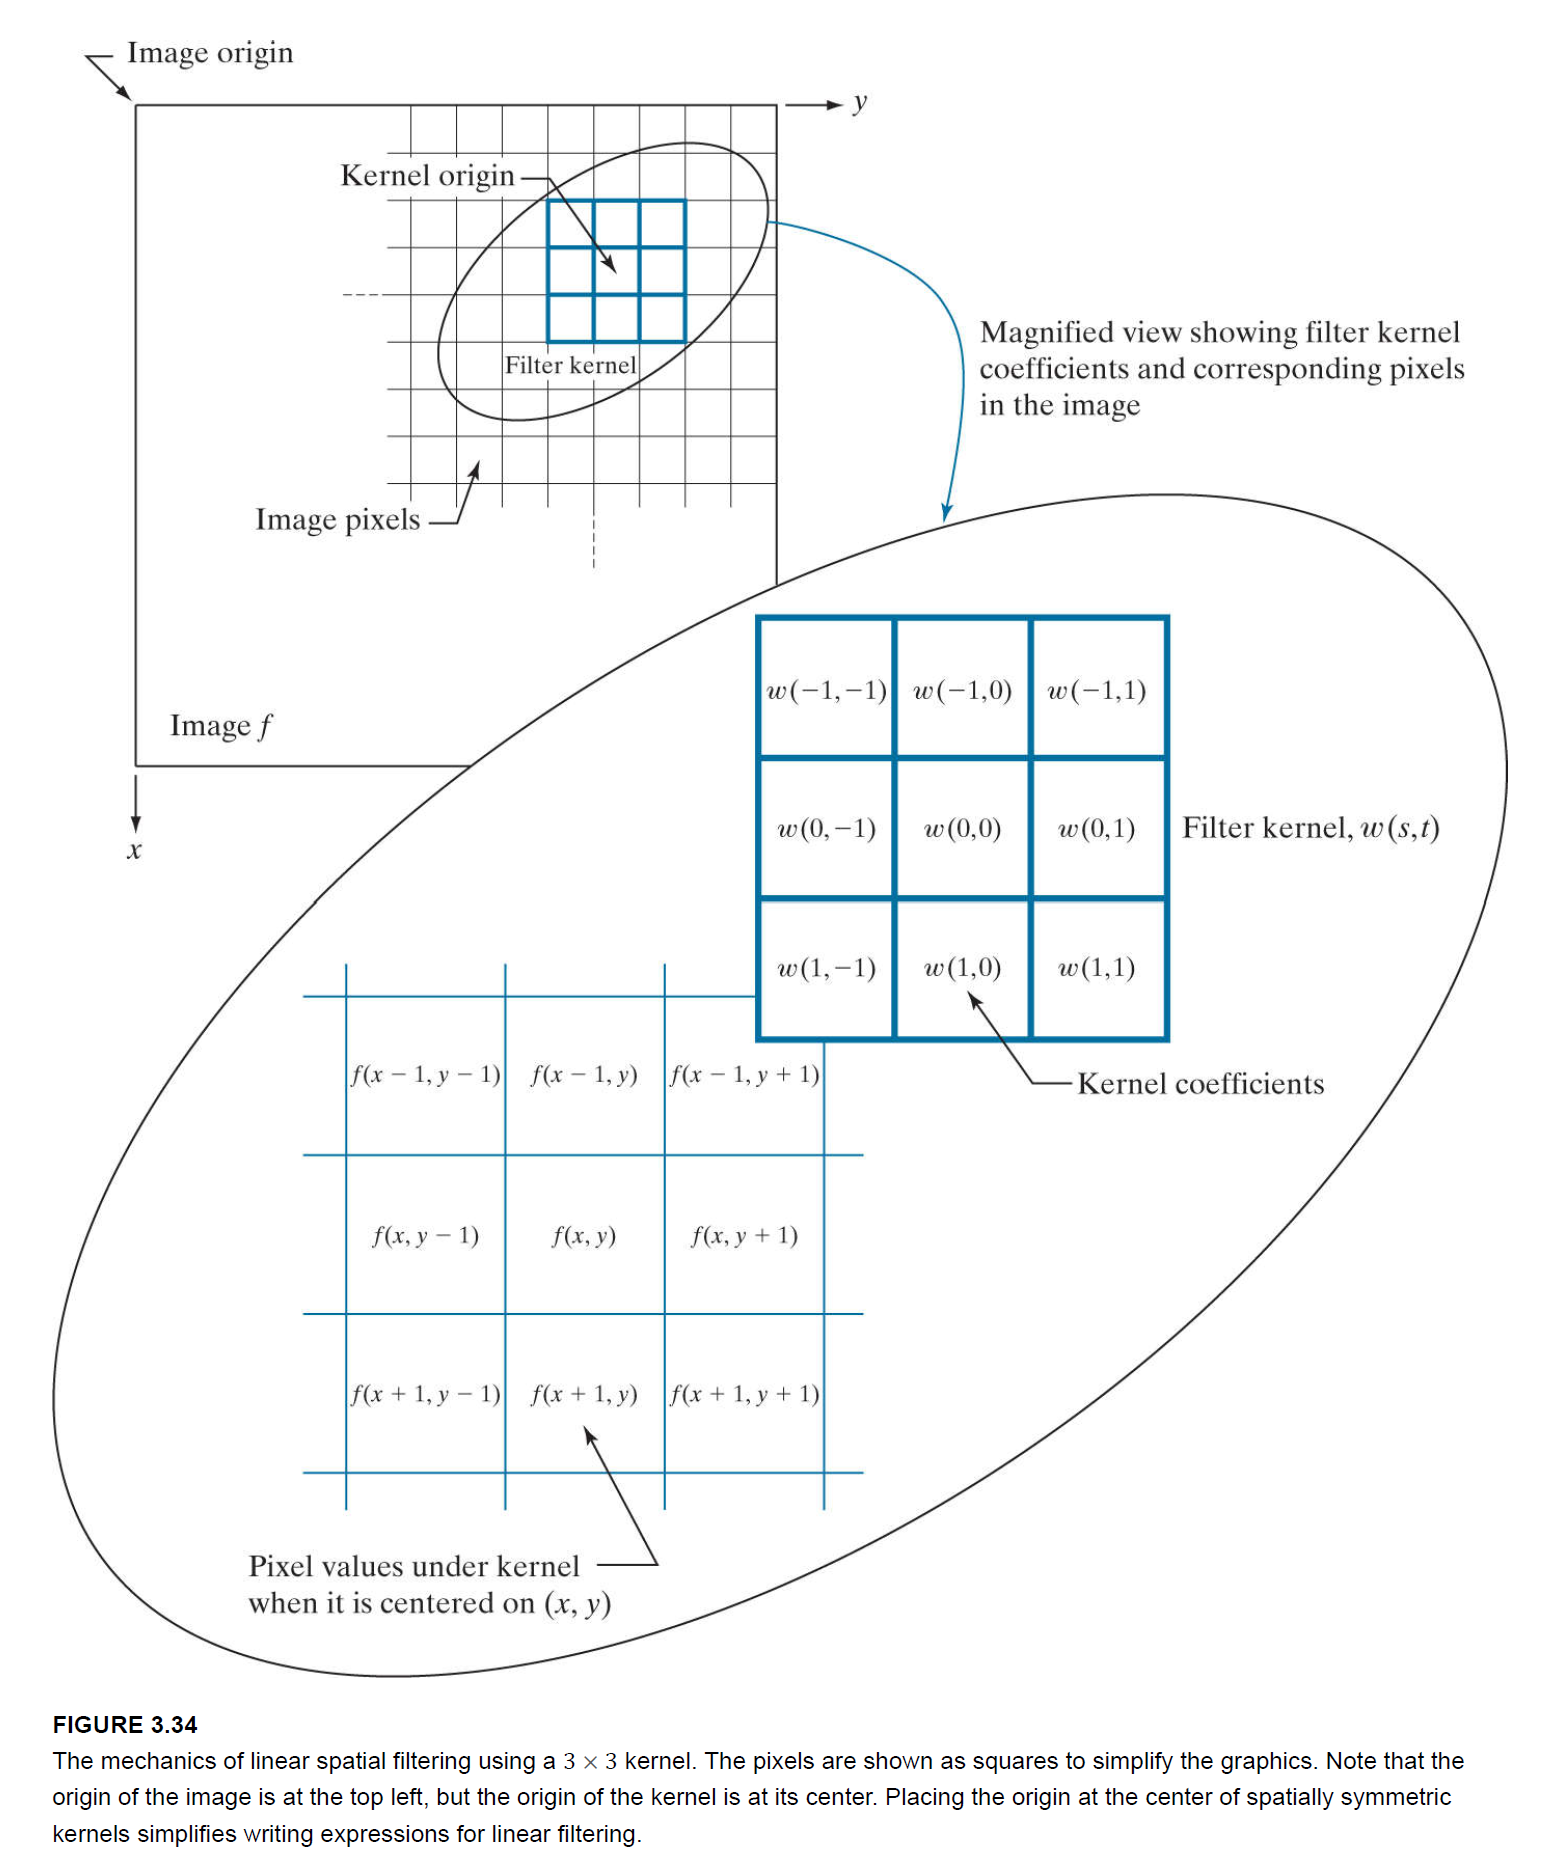 Image origin
y
Kernel origin
Filter kernel
Magnified view showing filter kernel
coefficients and corresponding pixels
in the image
Image pixels
Image f
x
w(−1,−1) w(−1,0) w(−1,1)
w(0,−1) w(0,0) w(0,1)
Filter kernel, w(s,t)
w(1,−1) w(1,0) w(1,1)
Kernel coefficients
f(x − 1, y − 1) f(x − 1, y) f(x − 1, y + 1)
f(x, y − 1) f(x, y) f(x, y + 1)
f(x + 1, y − 1) f(x + 1, y) f(x + 1, y + 1)
Pixel values under kernel
when it is centered on (x, y)
FIGURE 3.34
The mechanics of linear spatial filtering using a 3 × 3 kernel. The pixels are shown as squares to simplify the graphics. Note that the
origin of the image is at the top left, but the origin of the kernel is at its center. Placing the origin at the center of spatially symmetric
kernels simplifies writing expressions for linear filtering.